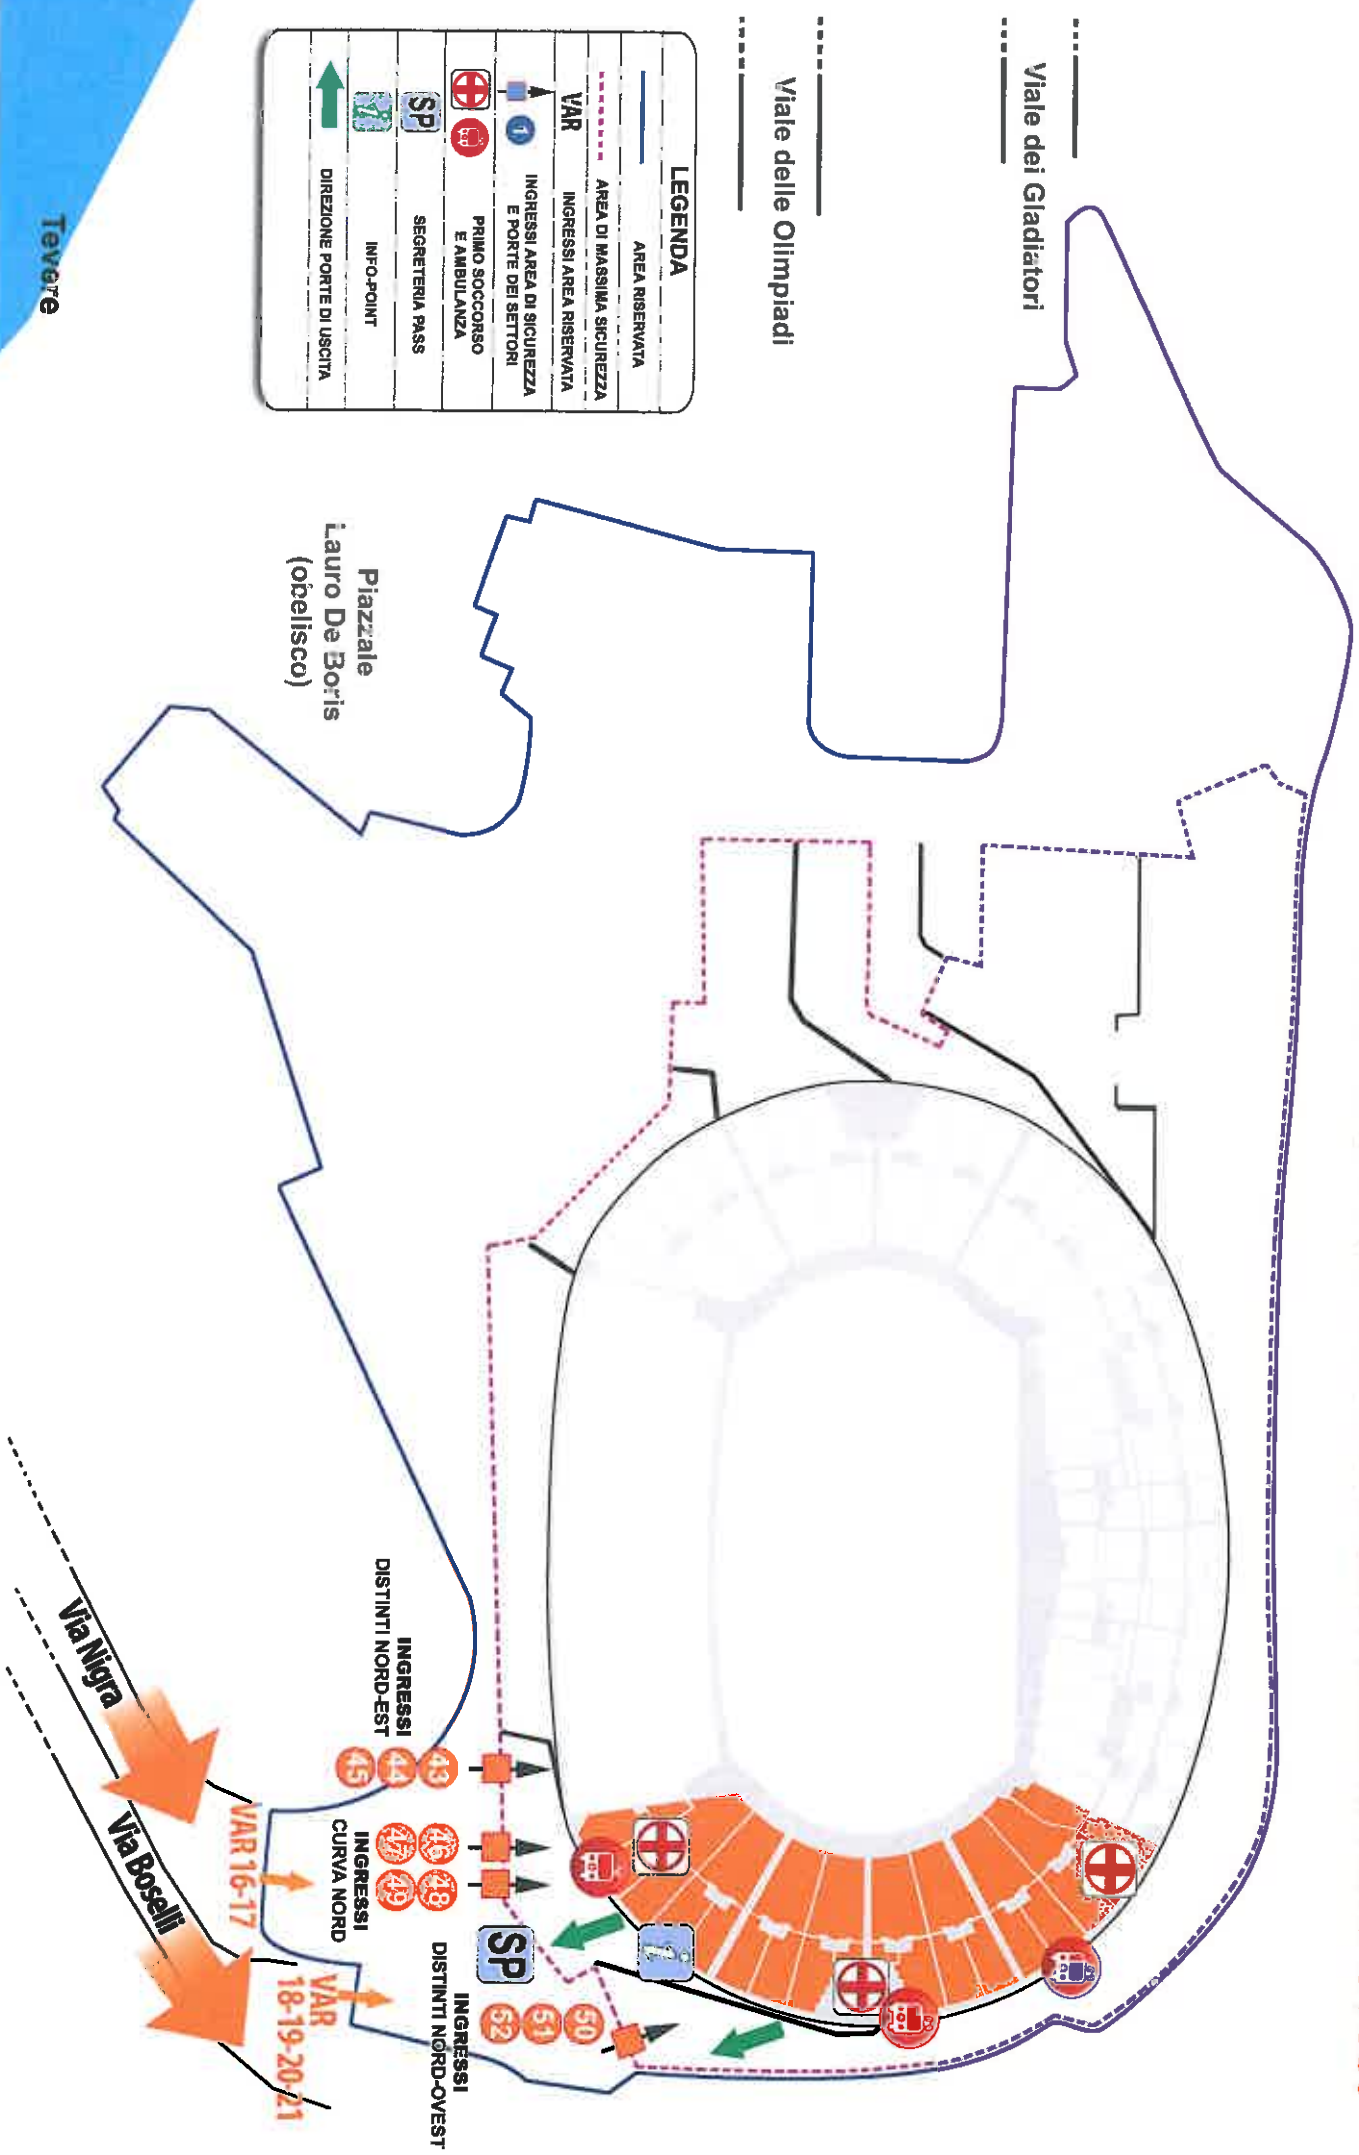 Viale dei Gladiatori
Viale delle Olimpiadi
LEGENDA
AREA RISERVATA
AREA DI MASSIMA SICUREZZA
VAR
INGRESSI AREA RISERVATA
1
INGRESSI AREA DI SICUREZZA
E PORTE DEI SETTORI
PRIMO SOCCORSO
E AMBULANZA
SP
SEGRETERIA PASS
i
INFO-POINT
DIREZIONE PORTE DI USCITA
Tevere
Piazzale
Lauro De Boris
(obelisco)
INGRESSI
DISTINTI NORD-EST
43
44
45
INGRESSI
CURVA NORD
46
47
48
49
SP
i
INGRESSI
DISTINTI NORD-OVEST
50
51
52
Via Nigra
VAR 16-17
Via Boselli
VAR
18-19-20-21